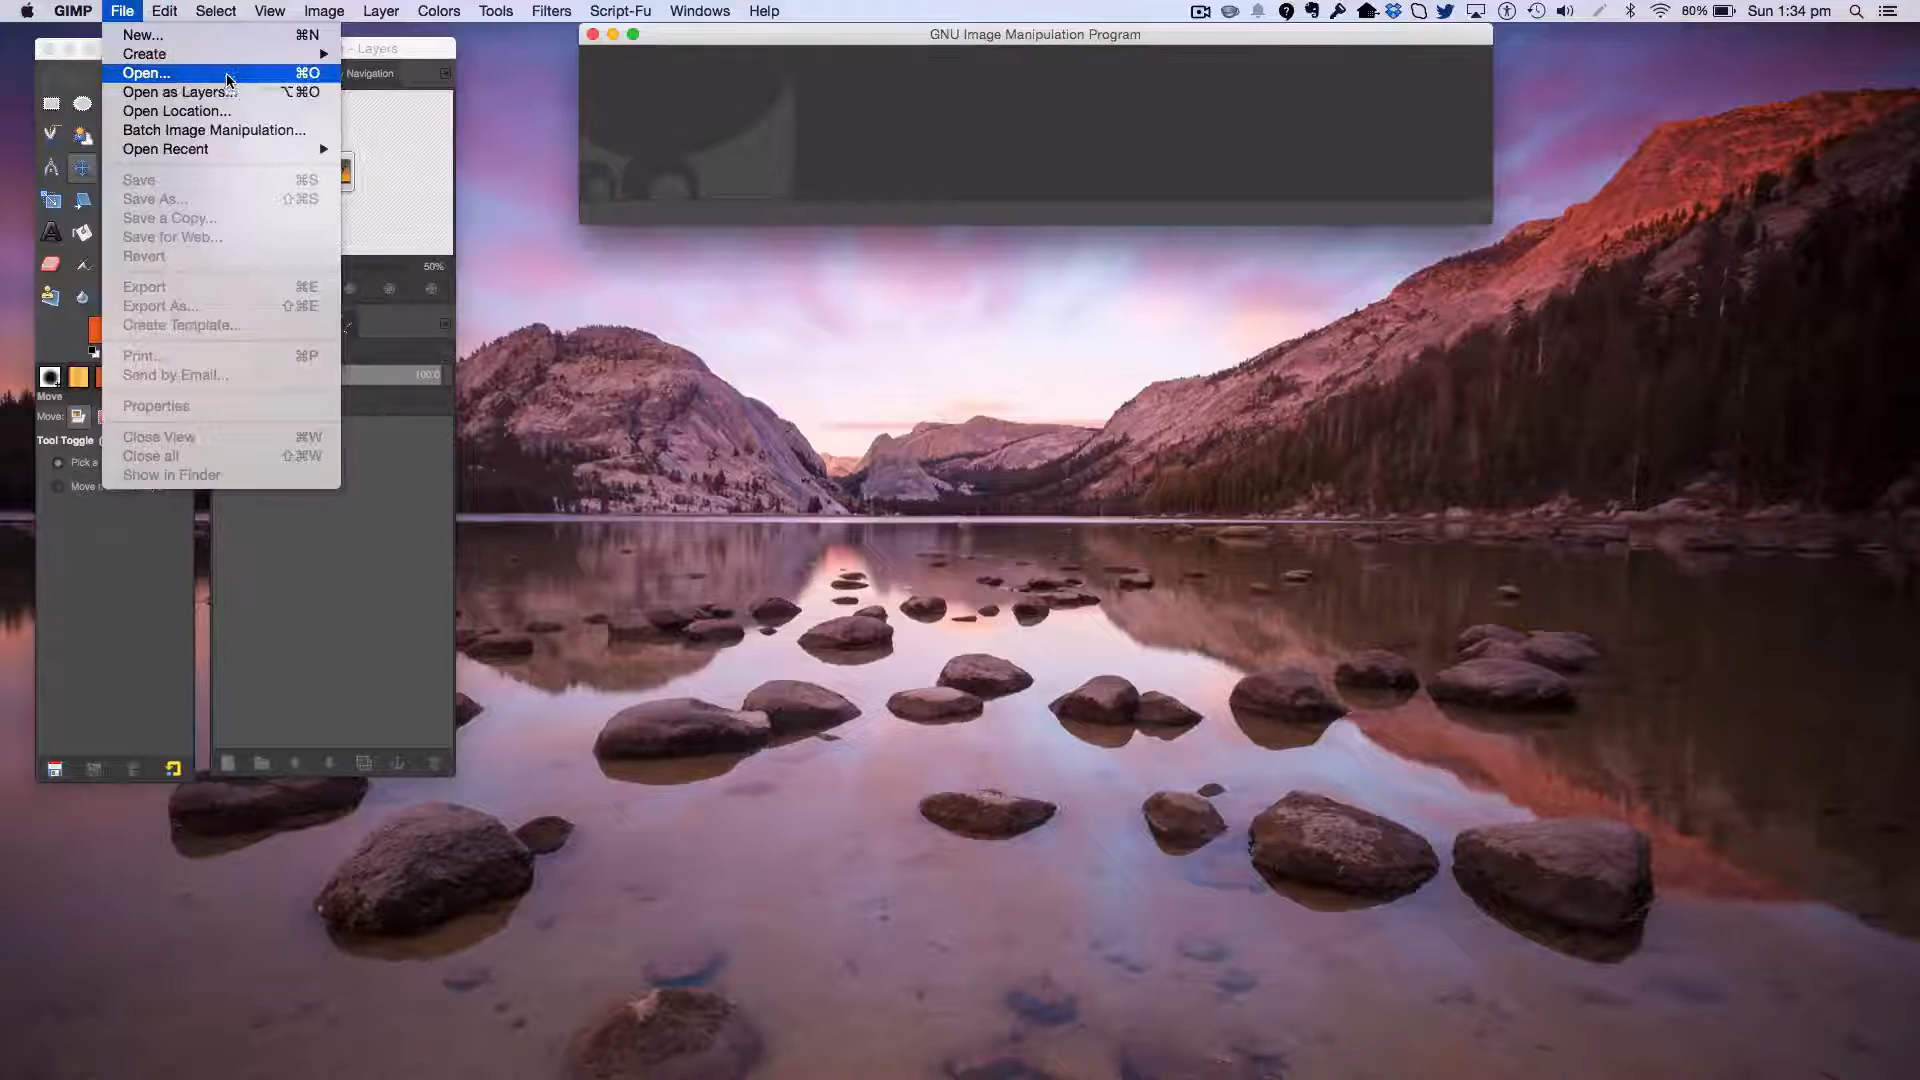 GIMP File Edit Select View Image Layer Colors Tools Filters Script-Fu Windows Help 80% Sun 1:34 pm
New... ⌘N
Create
Open... ⌘O
Open as Layers... ⌥⌘O
Open Location...
Batch Image Manipulation...
Open Recent
Save ⌘S
Save As... ⇧⌘S
Save a Copy...
Save for Web...
Revert
Export ⌘E
Export As... ⇧⌘E
Create Template...
Print... ⌘P
Send by Email...
Properties
Close View ⌘W
Close all ⇧⌘W
Show in Finder
- Layers
Navigation
50%
100.0
Move
Move:
Tool Toggle (
Pick a
Move
GNU Image Manipulation Program